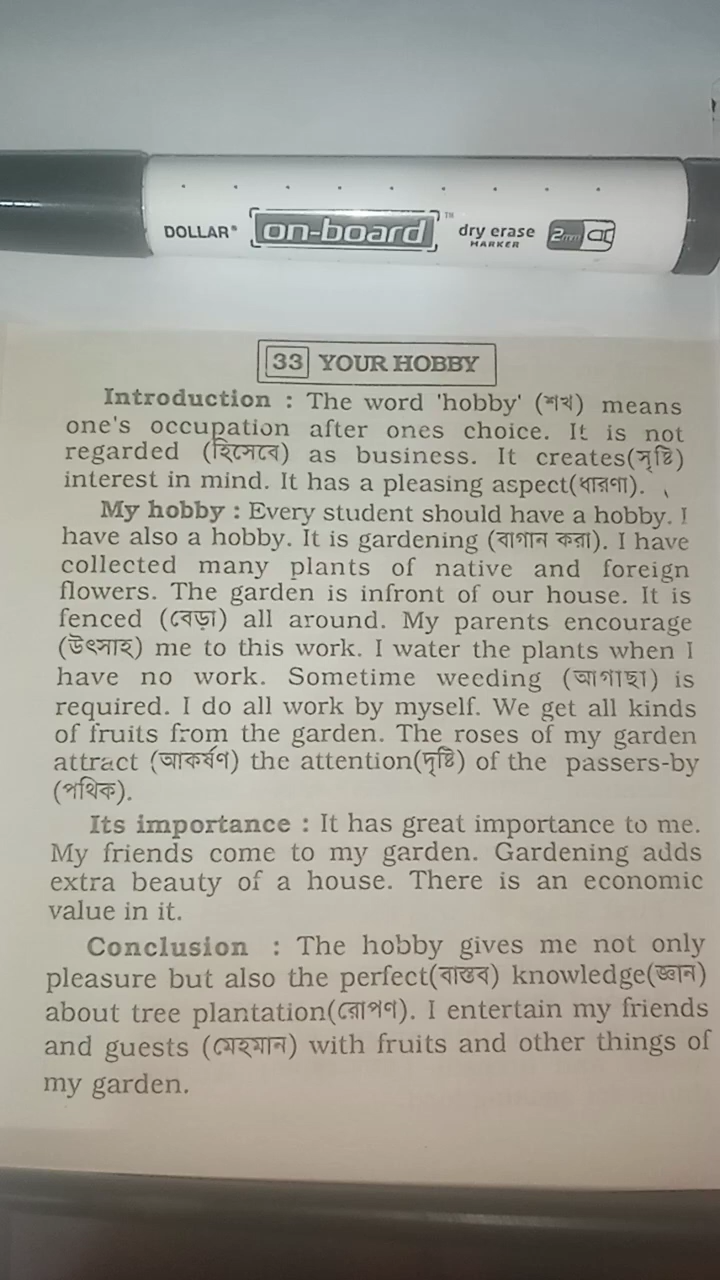 DOLLAR® on-board™ dry erase MARKER 2mm
33 YOUR HOBBY
Introduction : The word 'hobby' (শখ) means
one's occupation after ones choice. It is not
regarded (হিসেবে) as business. It creates(সৃষ্টি)
interest in mind. It has a pleasing aspect(ধারণা).
My hobby : Every student should have a hobby. I
have also a hobby. It is gardening (বাগান করা). I have
collected many plants of native and foreign
flowers. The garden is infront of our house. It is
fenced (বেড়া) all around. My parents encourage
(উৎসাহ) me to this work. I water the plants when I
have no work. Sometime weeding (আগাছা) is
required. I do all work by myself. We get all kinds
of fruits from the garden. The roses of my garden
attract (আকর্ষণ) the attention(দৃষ্টি) of the passers-by
(পথিক).
Its importance : It has great importance to me.
My friends come to my garden. Gardening adds
extra beauty of a house. There is an economic
value in it.
Conclusion : The hobby gives me not only
pleasure but also the perfect(বাস্তব) knowledge(জ্ঞান)
about tree plantation(রোপণ). I entertain my friends
and guests (মেহমান) with fruits and other things of
my garden.